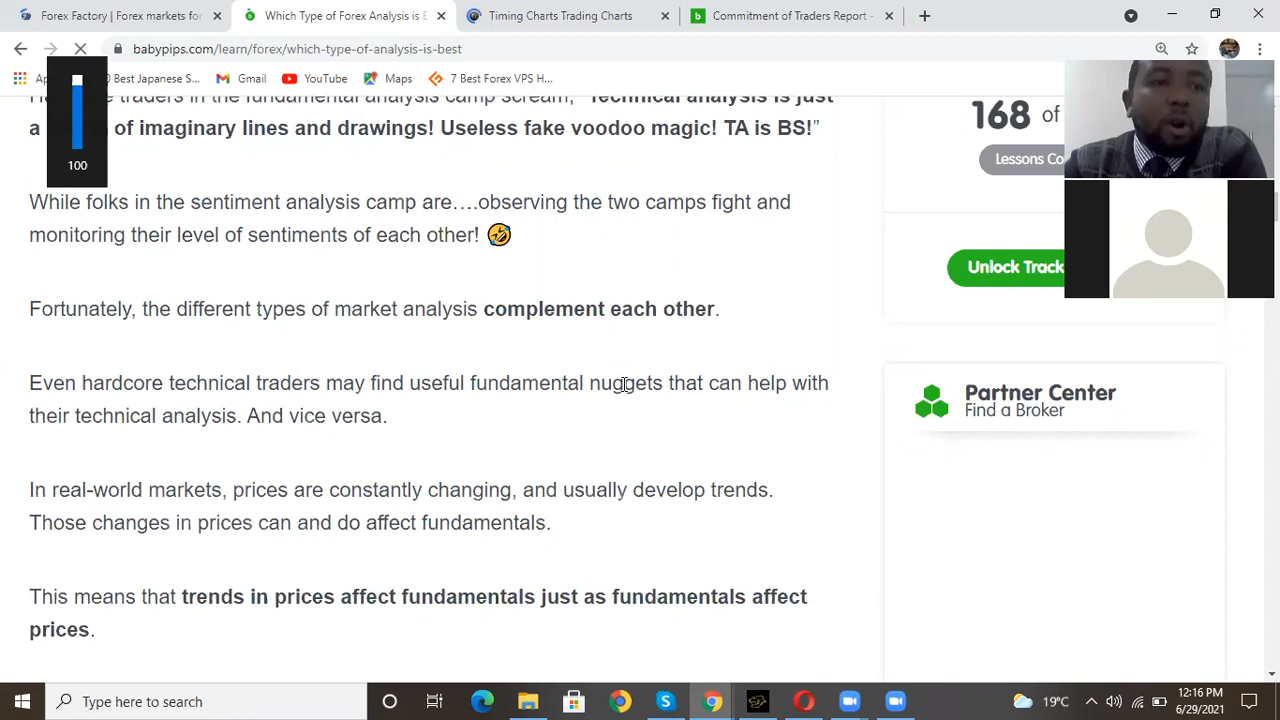 Forex Factory | Forex markets for
Which Type of Forex Analysis is B
Timing Charts Trading Charts
Commitment of Traders Report -
babypips.com/learn/forex/which-type-of-analysis-is-best
Best Japanese S...
Gmail
YouTube
Maps
7 Best Forex VPS H...
traders in the fundamental analysis camp scream, "Technical analysis is just
a of imaginary lines and drawings! Useless fake voodoo magic! TA is BS!”
100
While folks in the sentiment analysis camp are….observing the two camps fight and
monitoring their level of sentiments of each other! 🤣
Fortunately, the different types of market analysis complement each other.
Even hardcore technical traders may find useful fundamental nuggets that can help with
their technical analysis. And vice versa.
In real-world markets, prices are constantly changing, and usually develop trends.
Those changes in prices can and do affect fundamentals.
This means that trends in prices affect fundamentals just as fundamentals affect
prices.
168 of
Lessons Co
Unlock Track
Partner Center
Find a Broker
Type here to search
19°C
12:16 PM
6/29/2021